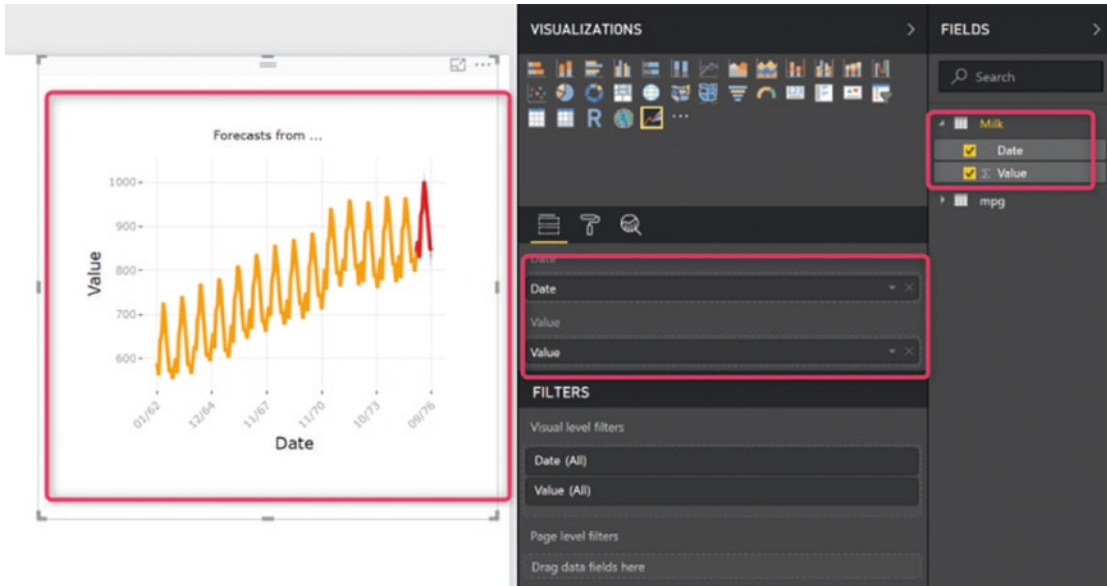 Forecasts from ...
Value
1000
900
800
700
600
01/62
12/64
11/67
11/70
10/73
09/76
Date
VISUALIZATIONS
R
Date
Date
Value
Value
FILTERS
Visual level filters
Date (All)
Value (All)
Page level filters
Drag data fields here
FIELDS
Search
Milk
Date
Σ Value
mpg